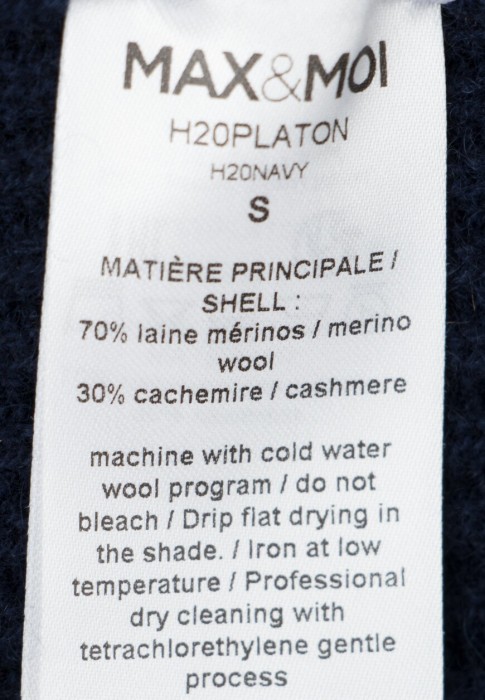 MAX&MOI
H20PLATON
H20NAVY
S
MATIÈRE PRINCIPALE /
SHELL :
70% laine mérinos / merino
wool
30% cachemire / cashmere
machine with cold water
wool program / do not
bleach / Drip flat drying in
the shade. / Iron at low
temperature / Professional
dry cleaning with
tetrachlorethylene gentle
process